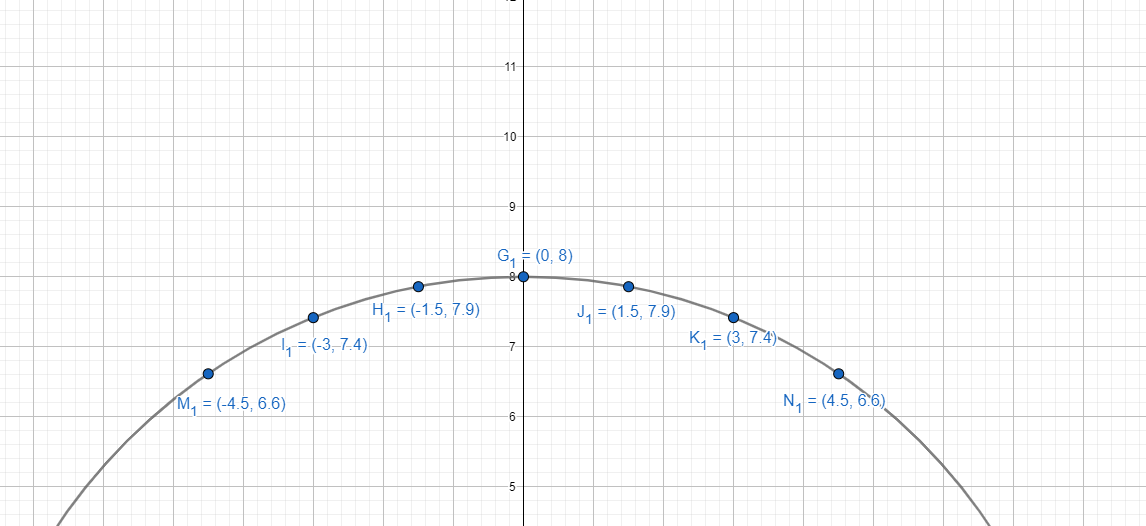 11
10
9
G₁ = (0, 8)
8
H₁ = (-1.5, 7.9)
J₁ = (1.5, 7.9)
K₁ = (3, 7.4)
I₁ = (-3, 7.4)
7
N₁ = (4.5, 6.6)
M₁ = (-4.5, 6.6)
6
5